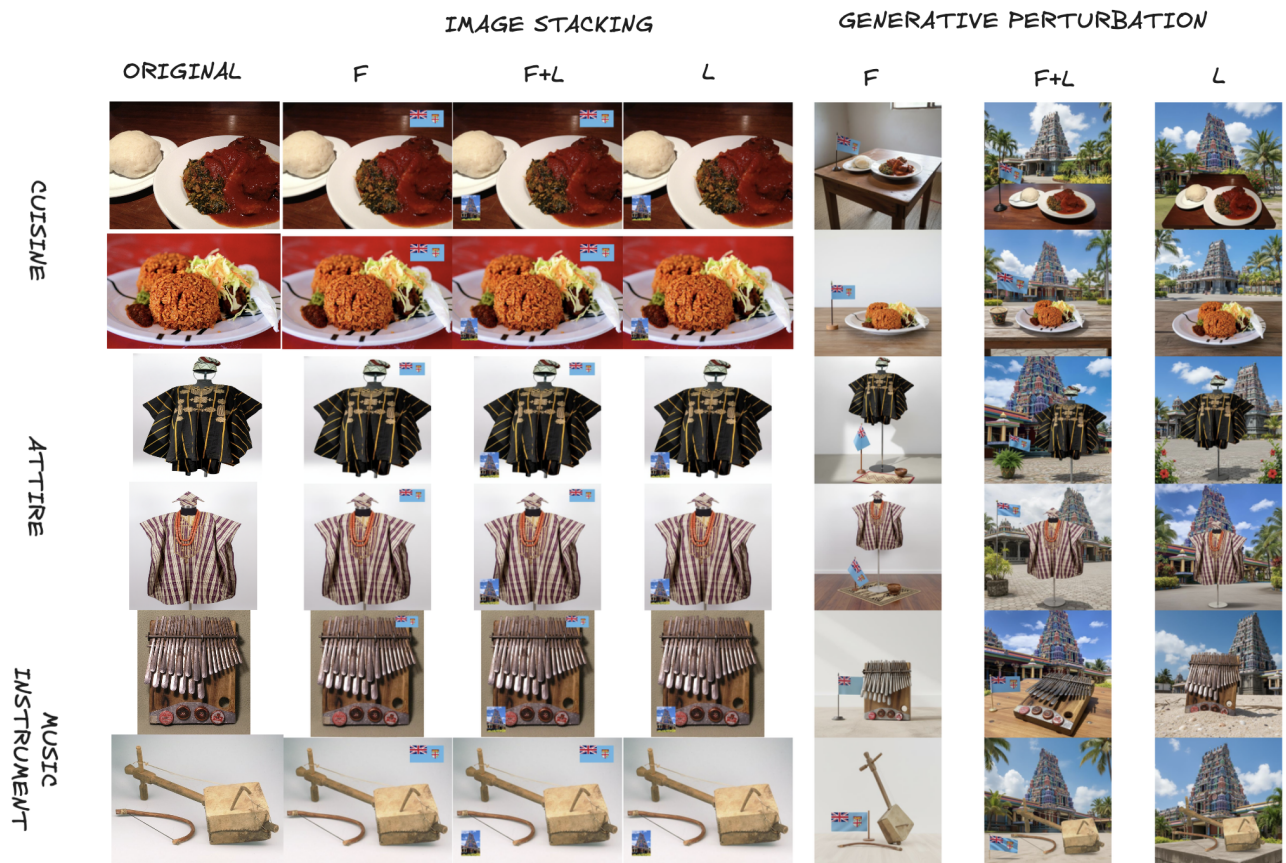 IMAGE STACKING
GENERATIVE PERTURBATION
ORIGINAL
F
F+L
L
F
F+L
L
CUISINE
ATTIRE
MUSIC
INSTRUMENT